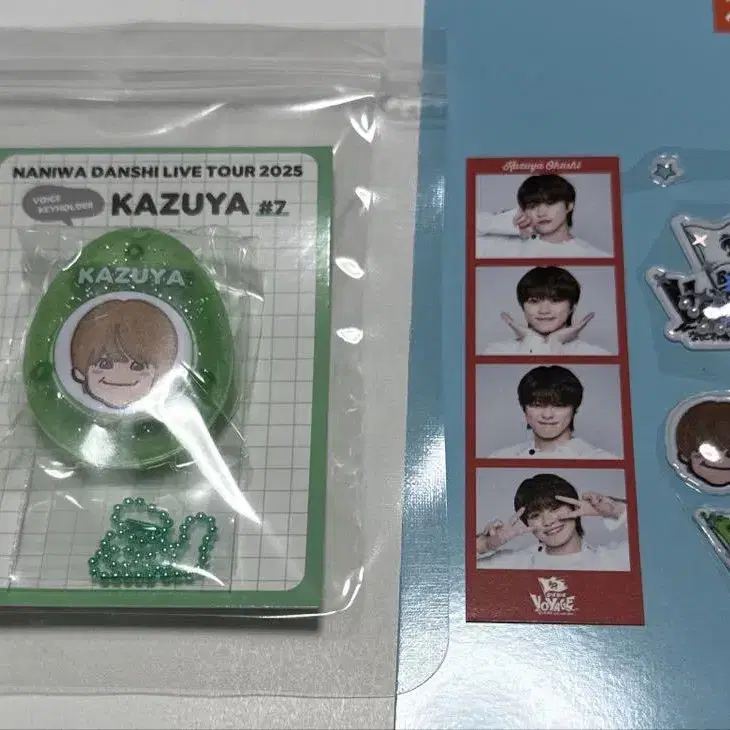 NANIWA DANSHI LIVE TOUR 2025
VOICE
KEYHOLDER
KAZUYA #7
KAZUYA
Kazuya Ohashi
VOYAGE